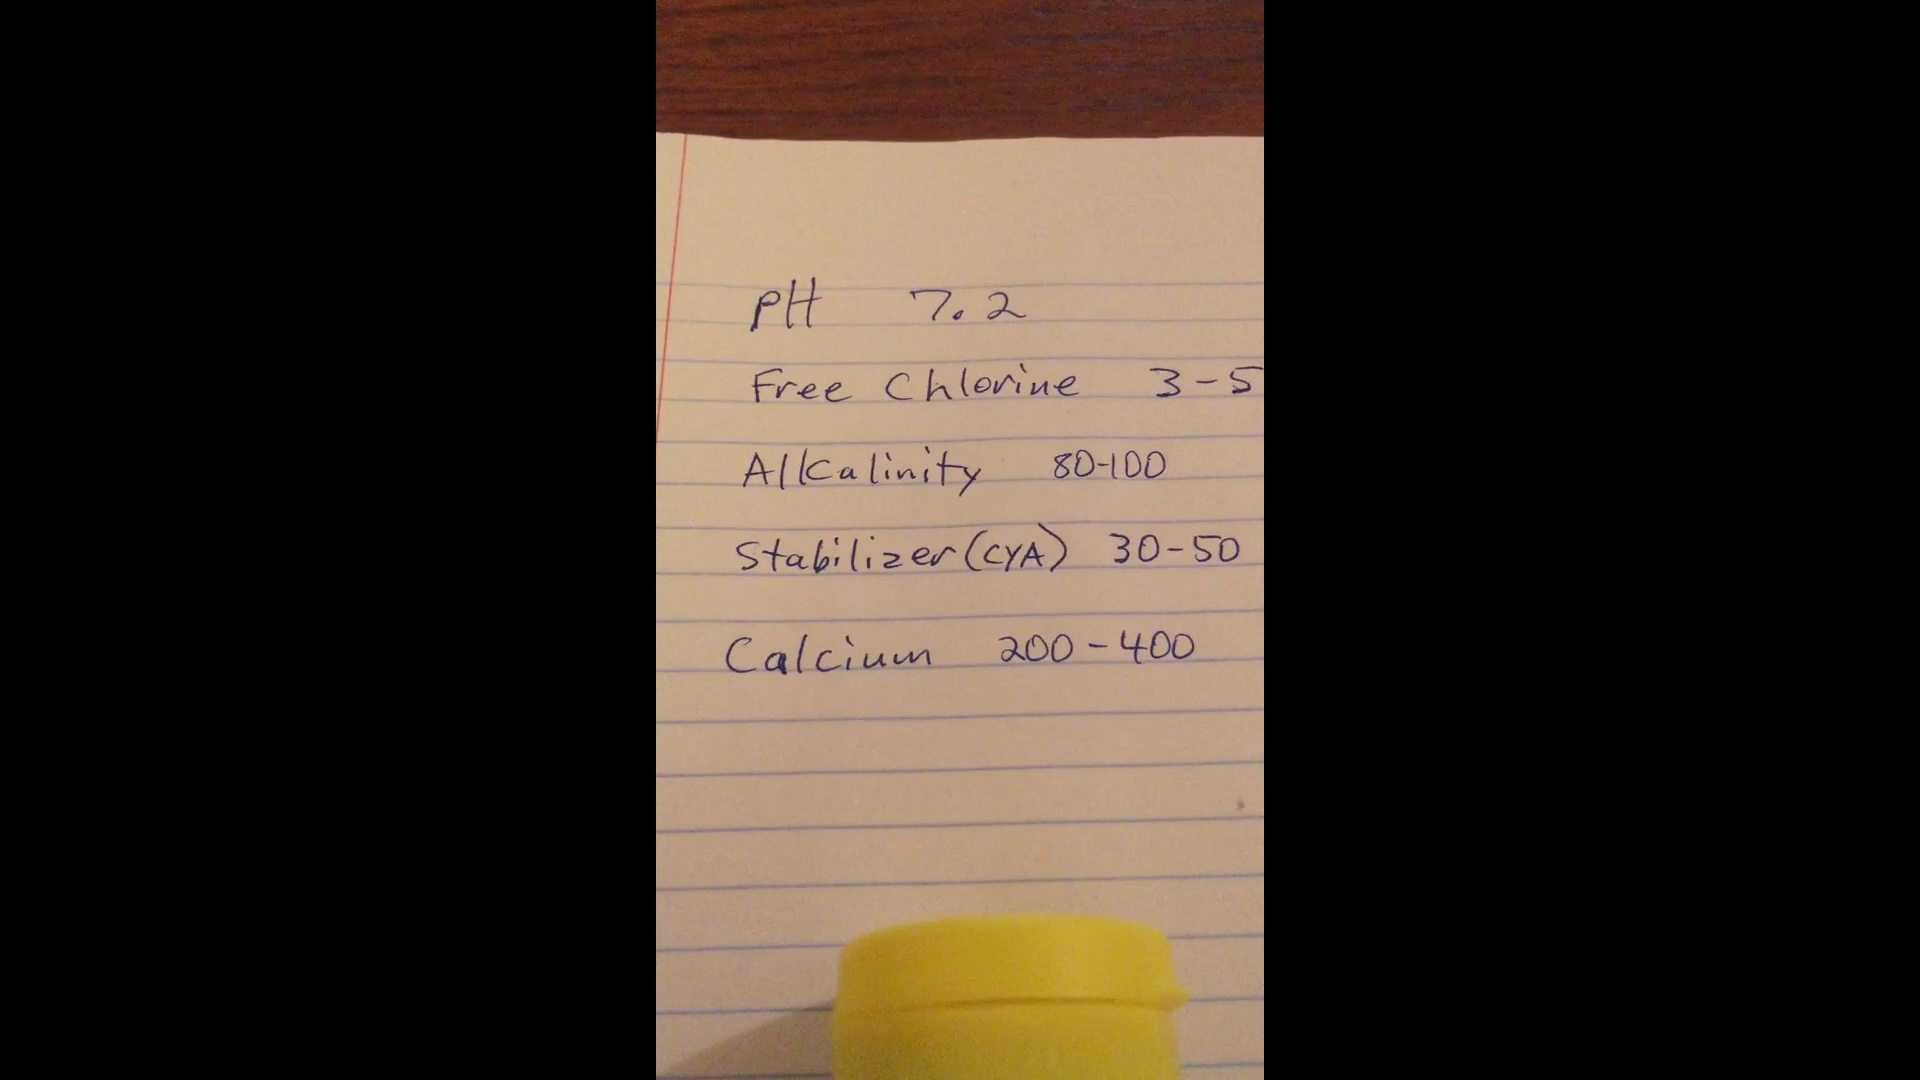 pH 7.2
Free Chlorine 3-5
Alkalinity 80-100
Stabilizer (CYA) 30-50
Calcium 200-400